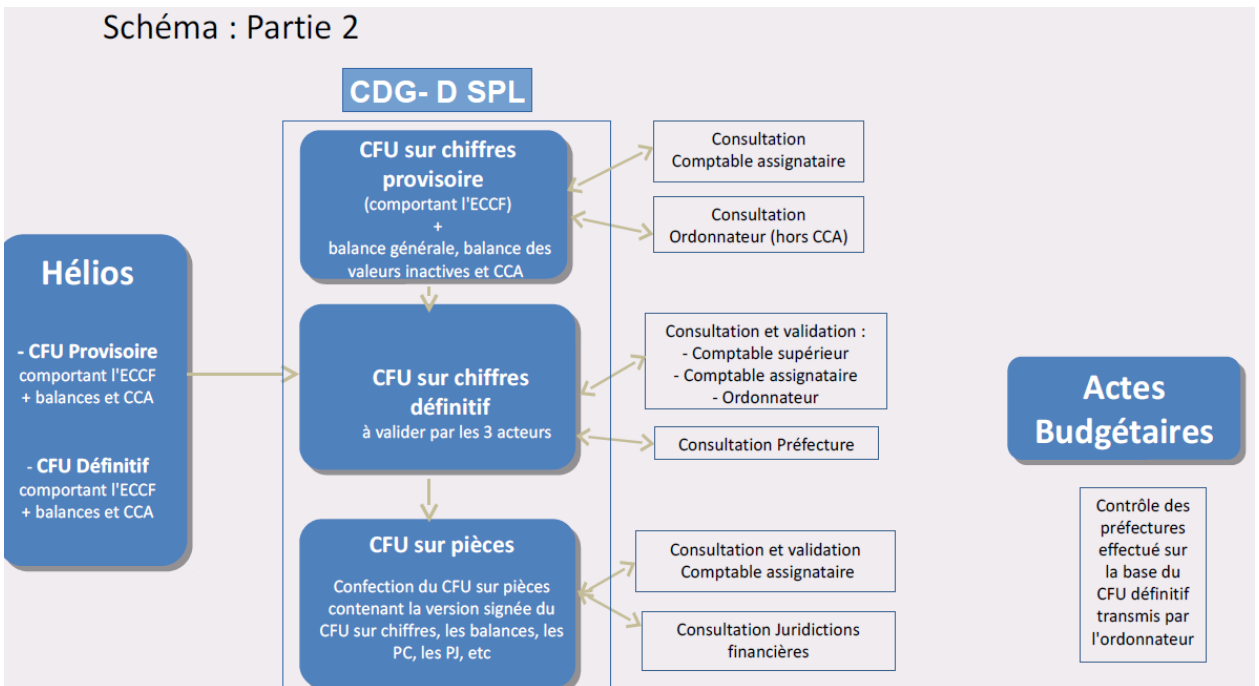 Schéma : Partie 2
CDG- D SPL
Hélios
- CFU Provisoire
comportant l'ECCF
+ balances et CCA
- CFU Définitif
comportant l'ECCF
+ balances et CCA
CFU sur chiffres
provisoire
(comportant l'ECCF)
+
balance générale, balance des
valeurs inactives et CCA
Consultation
Comptable assignataire
Consultation
Ordonnateur (hors CCA)
CFU sur chiffres
définitif
à valider par les 3 acteurs
Consultation et validation :
- Comptable supérieur
- Comptable assignataire
- Ordonnateur
Consultation Préfecture
CFU sur pièces
Confection du CFU sur pièces
contenant la version signée du
CFU sur chiffres, les balances, les
PC, les PJ, etc
Consultation et validation
Comptable assignataire
Consultation Juridictions
financières
Actes
Budgétaires
Contrôle des
préfectures
effectué sur
la base du
CFU définitif
transmis par
l'ordonnateur